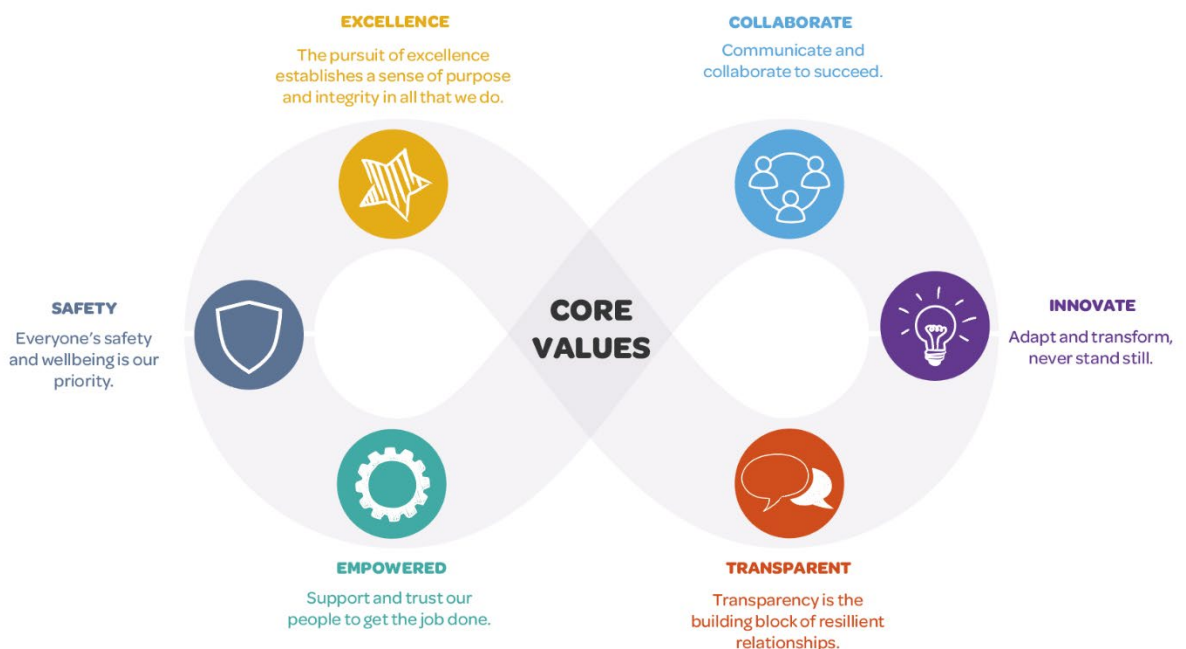 EXCELLENCE
The pursuit of excellence
establishes a sense of purpose
and integrity in all that we do.
COLLABORATE
Communicate and
collaborate to succeed.
SAFETY
Everyone's safety
and wellbeing is our
priority.
CORE
VALUES
INNOVATE
Adapt and transform,
never stand still.
EMPOWERED
Support and trust our
people to get the job done.
TRANSPARENT
Transparency is the
building block of resillient
relationships.